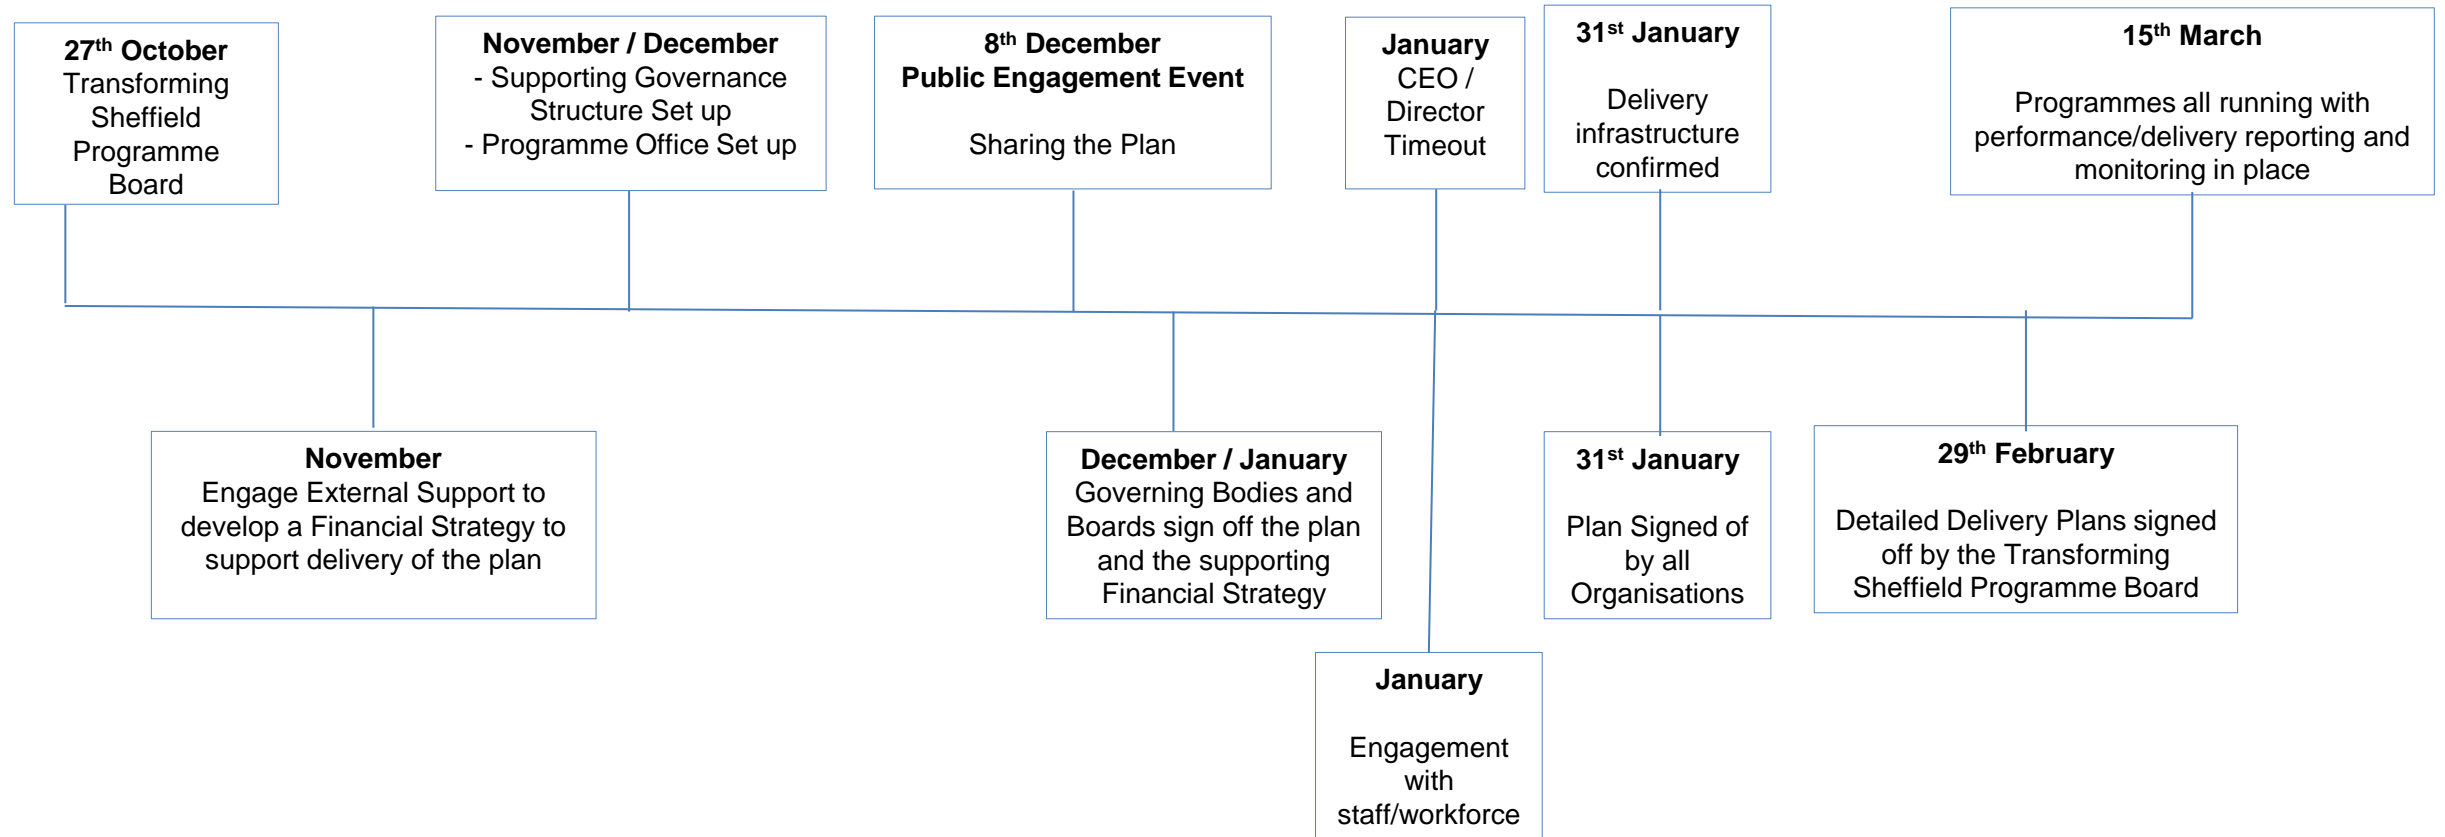 27th October
Transforming
Sheffield
Programme
Board
November / December
- Supporting Governance
Structure Set up
- Programme Office Set up
8th December
Public Engagement Event
Sharing the Plan
January
CEO /
Director
Timeout
31st January
Delivery
infrastructure
confirmed
15th March
Programmes all running with
performance/delivery reporting and
monitoring in place
November
Engage External Support to
develop a Financial Strategy to
support delivery of the plan
December / January
Governing Bodies and
Boards sign off the plan
and the supporting
Financial Strategy
31st January
Plan Signed of
by all
Organisations
29th February
Detailed Delivery Plans signed
off by the Transforming
Sheffield Programme Board
January
Engagement
with
staff/workforce